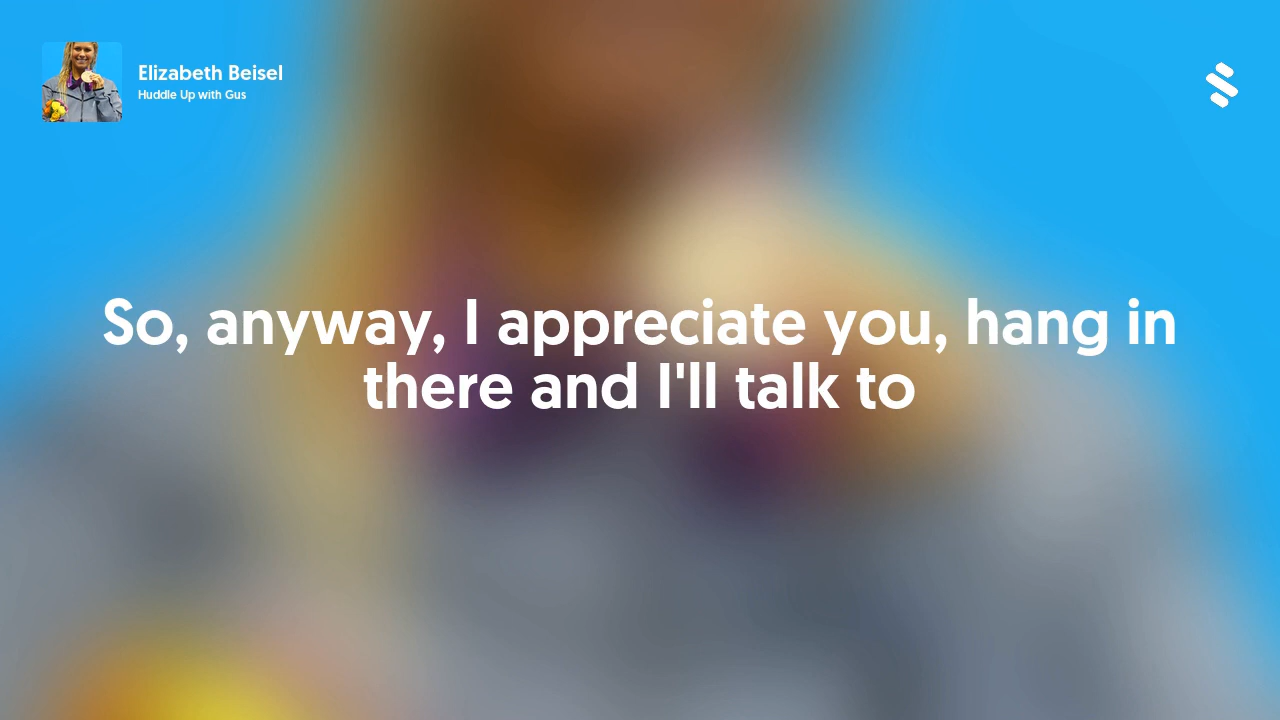 Elizabeth Beisel
Huddle Up with Gus
So, anyway, I appreciate you, hang in
there and I'll talk to